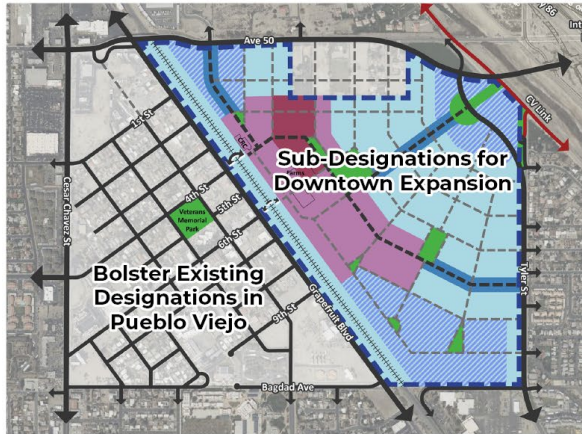 Ave 50
CV Link
1st St
Sub-Designations for
Downtown Expansion
4th St
5th St
Veterans
Memorial
Park
6th St
Cesar Chavez St
Bolster Existing
Designations in
Pueblo Viejo
9th St
Grapefruit Blvd
Tyler St
Bagdad Ave